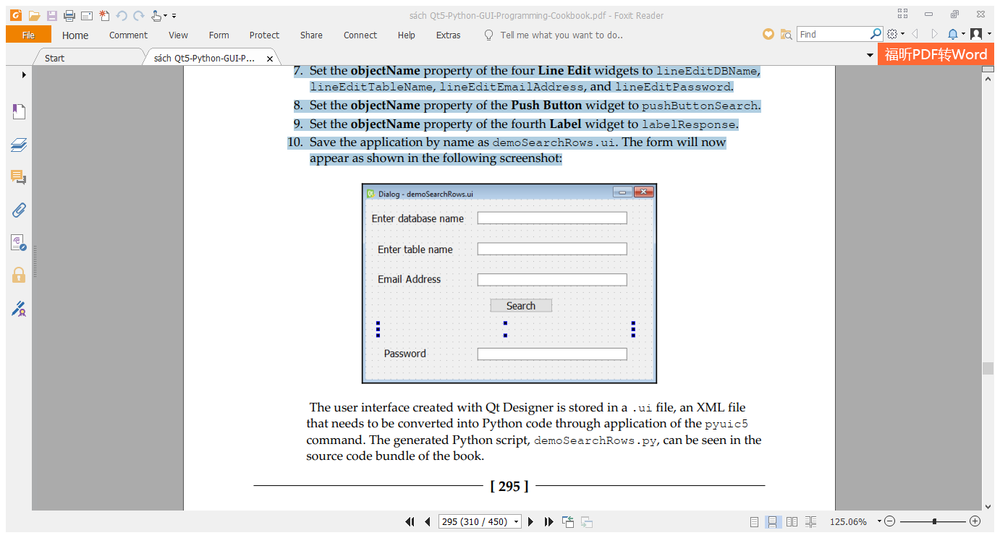 sách Qt5-Python-GUI-Programming-Cookbook.pdf - Foxit Reader
File Home Comment View Form Protect Share Connect Help Extras Tell me what you want to do.. Find
Start sách Qt5-Python-GUI-P... 福昕PDF转Word
7. Set the objectName property of the four Line Edit widgets to lineEditDBName,
lineEditTableName, lineEditEmailAddress, and lineEditPassword.
8. Set the objectName property of the Push Button widget to pushButtonSearch.
9. Set the objectName property of the fourth Label widget to labelResponse.
10. Save the application by name as demoSearchRows.ui. The form will now
appear as shown in the following screenshot:
Qt Dialog - demoSearchRows.ui
Enter database name
Enter table name
Email Address
Search
Password
The user interface created with Qt Designer is stored in a .ui file, an XML file
that needs to be converted into Python code through application of the pyuic5
command. The generated Python script, demoSearchRows.py, can be seen in the
source code bundle of the book.
[ 295 ]
295 (310 / 450) 125.06%